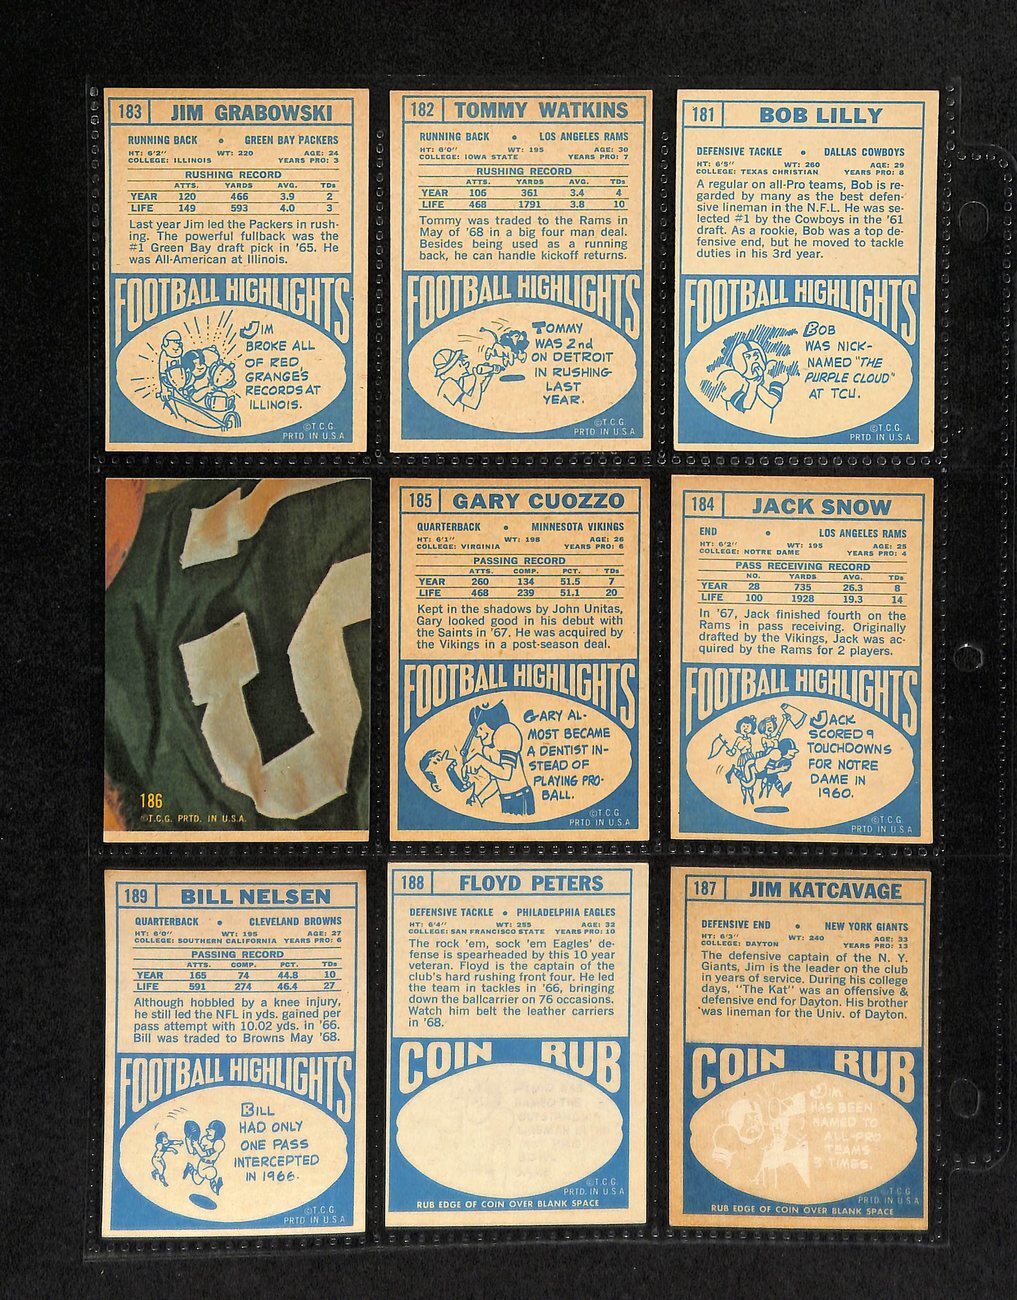 183 JIM GRABOWSKI
RUNNING BACK • GREEN BAY PACKERS
HT: 6'2" WT: 220 AGE: 24
COLLEGE: ILLINOIS YEARS PRO: 3
RUSHING RECORD
ATTS. YARDS AVG. TDs
YEAR 120 466 3.9 2
LIFE 149 593 4.0 3
Last year Jim led the Packers in rush-
ing. The powerful fullback was the
#1 Green Bay draft pick in '65. He
was All-American at Illinois.
FOOTBALL HIGHLIGHTS
JIM
BROKE ALL
OF RED
GRANGE'S
RECORDS AT
ILLINOIS.
©T.C.G.
PRTD. IN U.S.A
182 TOMMY WATKINS
RUNNING BACK • LOS ANGELES RAMS
HT: 6'0" WT: 195 AGE: 30
COLLEGE: IOWA STATE YEARS PRO: 7
RUSHING RECORD
ATTS. YARDS AVG. TDs
YEAR 106 361 3.4 4
LIFE 468 1791 3.8 10
Tommy was traded to the Rams in
May of '68 in a big four man deal.
Besides being used as a running
back, he can handle kickoff returns.
FOOTBALL HIGHLIGHTS
TOMMY
WAS 2nd
ON DETROIT
IN RUSHING
LAST
YEAR.
©T.C.G.
PRTD. IN U.S.A
181 BOB LILLY
DEFENSIVE TACKLE • DALLAS COWBOYS
HT: 6'5" WT: 260 AGE: 29
COLLEGE: TEXAS CHRISTIAN YEARS PRO: 8
A regular on all-Pro teams, Bob is re-
garded by many as the best defen-
sive lineman in the N.F.L. He was se-
lected #1 by the Cowboys in the '61
draft. As a rookie, Bob was a top de-
fensive end, but he moved to tackle
duties in his 3rd year.
FOOTBALL HIGHLIGHTS
BOB
WAS NICK-
NAMED "THE
PURPLE CLOUD"
AT TCU.
©T.C.G.
PRTD. IN U.S.A
186
©T.C.G. PRTD. IN U.S.A.
185 GARY CUOZZO
QUARTERBACK • MINNESOTA VIKINGS
HT: 6'1" WT: 198 AGE: 26
COLLEGE: VIRGINIA YEARS PRO: 6
PASSING RECORD
ATTS. COMP. PCT. TDs
YEAR 260 134 51.5 7
LIFE 468 239 51.1 20
Kept in the shadows by John Unitas,
Gary looked good in his debut with
the Saints in '67. He was acquired by
the Vikings in a post-season deal.
FOOTBALL HIGHLIGHTS
GARY AL-
MOST BECAME
A DENTIST IN-
STEAD OF
PLAYING PRO-
BALL.
©T.C.G.
PRTD. IN U.S.A
184 JACK SNOW
END • LOS ANGELES RAMS
HT: 6'2" WT: 195 AGE: 25
COLLEGE: NOTRE DAME YEARS PRO: 4
PASS RECEIVING RECORD
NO. YARDS AVG. TDs
YEAR 28 735 26.3 8
LIFE 100 1928 19.3 14
In '67, Jack finished fourth on the
Rams in pass receiving. Originally
drafted by the Vikings, Jack was ac-
quired by the Rams for 2 players.
FOOTBALL HIGHLIGHTS
JACK
SCORED 9
TOUCHDOWNS
FOR NOTRE
DAME IN
1960.
©T.C.G.
PRTD. IN U.S.A
189 BILL NELSEN
QUARTERBACK • CLEVELAND BROWNS
HT: 6'0" WT: 195 AGE: 27
COLLEGE: SOUTHERN CALIFORNIA YEARS PRO: 6
PASSING RECORD
ATTS. COMP. PCT. TDs
YEAR 165 74 44.8 10
LIFE 591 274 46.4 27
Although hobbled by a knee injury,
he still led the NFL in yds. gained per
pass attempt with 10.02 yds. in '66.
Bill was traded to Browns May '68.
FOOTBALL HIGHLIGHTS
BILL
HAD ONLY
ONE PASS
INTERCEPTED
IN 1966.
©T.C.G.
PRTD IN U.S.A
188 FLOYD PETERS
DEFENSIVE TACKLE • PHILADELPHIA EAGLES
HT: 6'4" WT: 255 AGE: 32
COLLEGE: SAN FRANCISCO STATE YEARS PRO: 10
The rock 'em, sock 'em Eagles' de-
fense is spearheaded by this 10 year
veteran. Floyd is the captain of the
club's hard rushing front four. He led
the team in tackles in '66, bringing
down the ballcarrier on 76 occasions.
Watch him belt the leather carriers
in '68.
COIN RUB
©T.C.G.
PRTD. IN U.S.A
RUB EDGE OF COIN OVER BLANK SPACE
187 JIM KATCAVAGE
DEFENSIVE END • NEW YORK GIANTS
HT: 6'3" WT: 240 AGE: 33
COLLEGE: DAYTON YEARS PRO: 13
The defensive captain of the N. Y.
Giants, Jim is the leader on the club
in years of service. During his college
days, "The Kat" was an offensive &
defensive end for Dayton. His brother
was lineman for the Univ. of Dayton.
COIN RUB
JIM
HAS BEEN
NAMED TO
ALL-PRO
TEAMS
3 TIMES.
©T.C.G.
PRTD. IN U.S.A
RUB EDGE OF COIN OVER BLANK SPACE